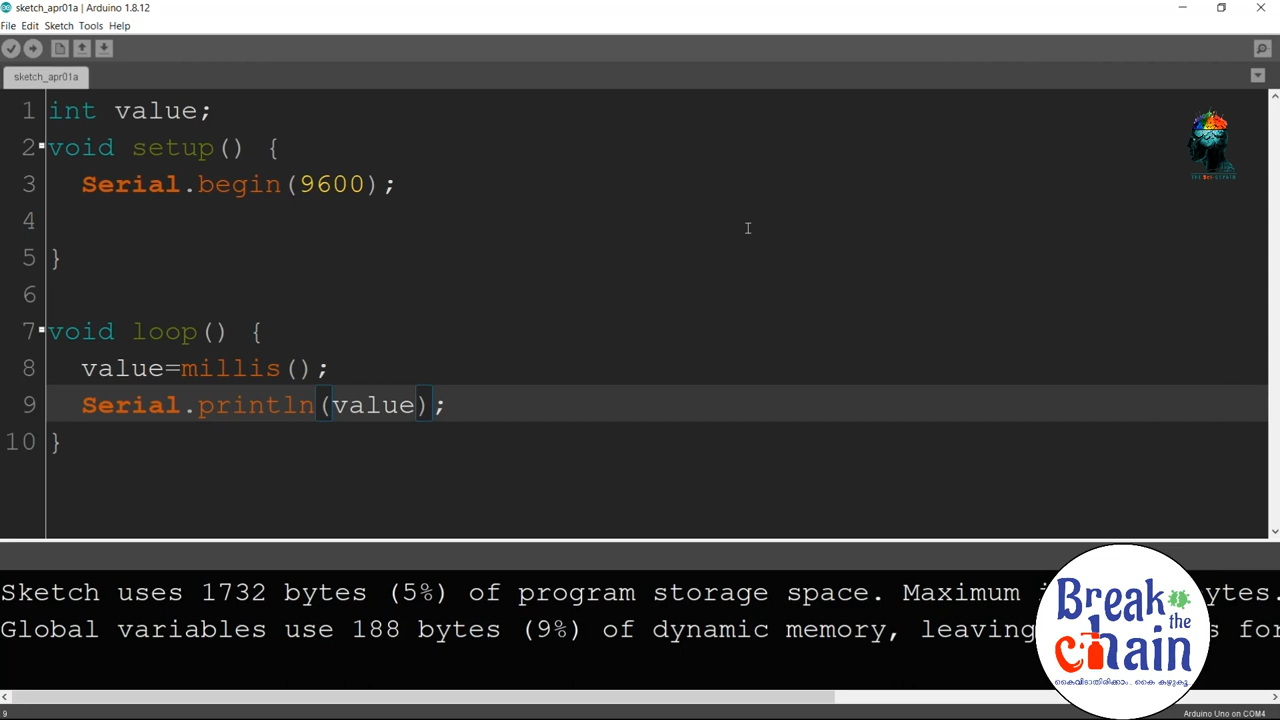 sketch_apr01a | Arduino 1.8.12
File Edit Sketch Tools Help
sketch_apr01a
1 int value;
2 void setup() {
3 Serial.begin(9600);
4
5 }
6
7 void loop() {
8 value=millis();
9 Serial.println(value);
10 }
Sketch uses 1732 bytes (5%) of program storage space. Maximum i ytes.
Global variables use 188 bytes (9%) of dynamic memory, leaving s for
Break
the
chain
കൈവിടാതിരിക്കാം.. കൈ കഴുകൂ..
9
Arduino Uno on COM4